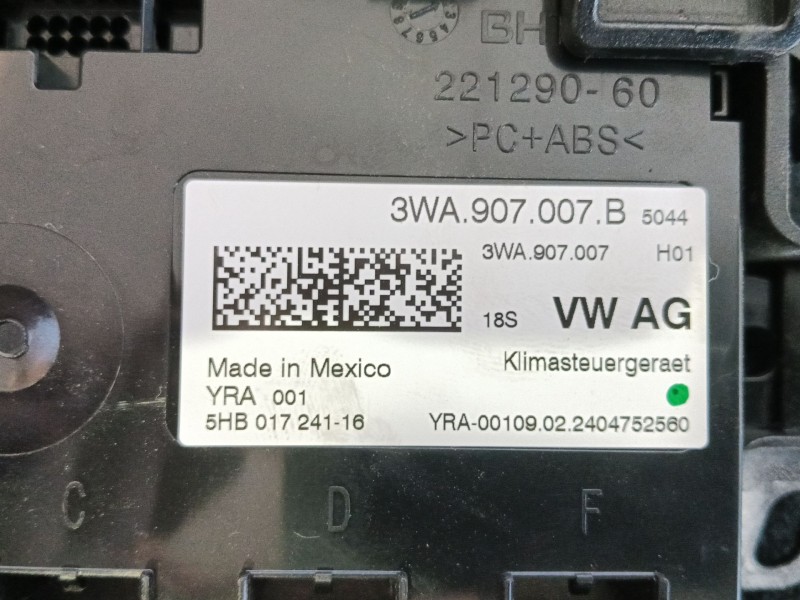 221290-60
>PC+ABS<
3WA.907.007.B 5044
3WA.907.007 H01
18S VW AG
Made in Mexico Klimasteuergeraet
YRA 001
5HB 017 241-16 YRA-00109.02.2404752560
C D F